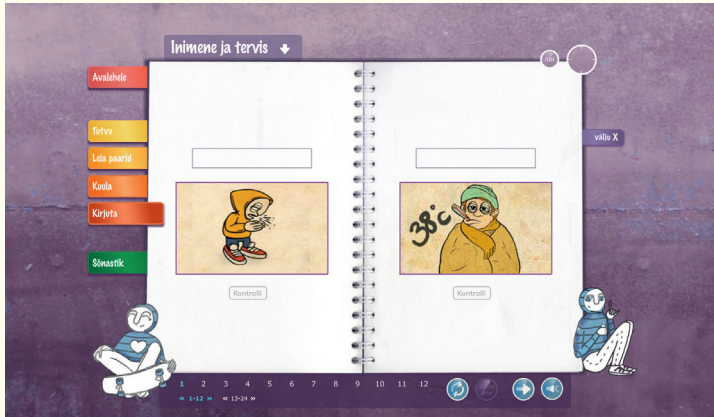 Inimene ja tervis
Abi
Avalehele
Tutvu
Leia paarid
Kuula
Kirjuta
Sõnastik
välju X
38°C
Kontrolli
Kontrolli
1 2 3 4 5 6 7 8 9 10 11 12
« 1-12 » « 13-24 »